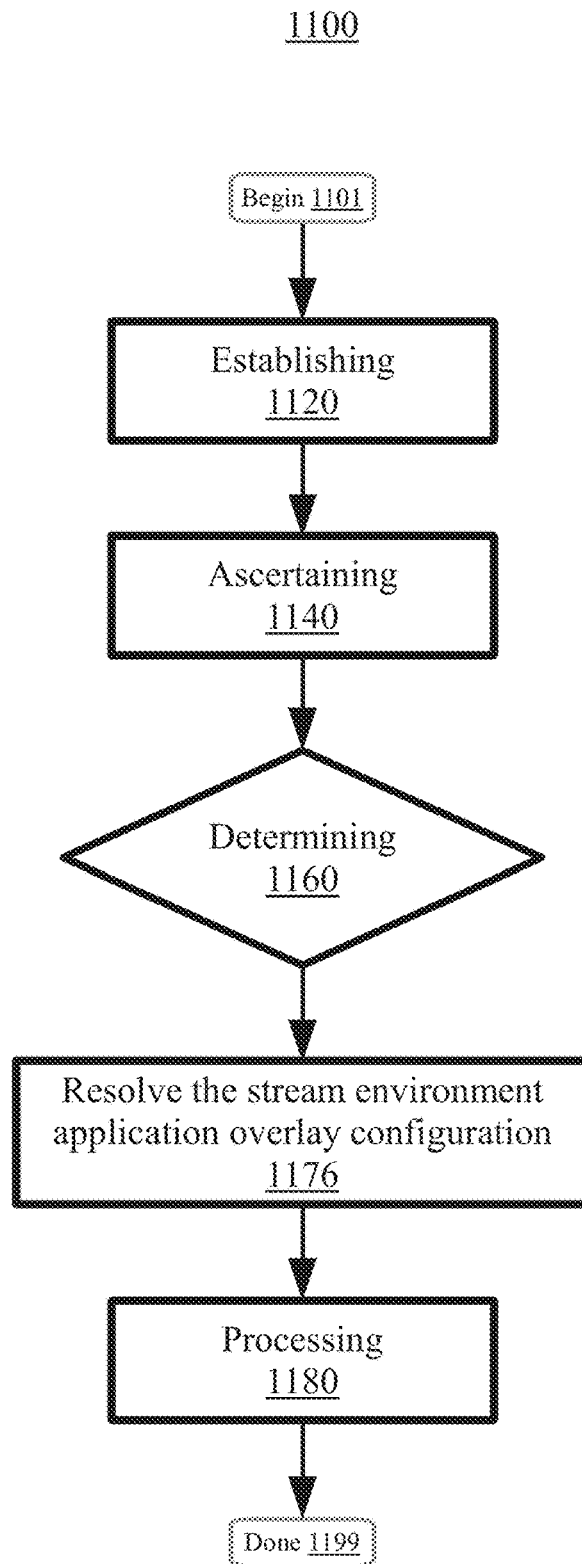 1100
Begin 1101
Establishing
1120
Ascertaining
1140
Determining
1160
Resolve the stream environment
application overlay configuration
1176
Processing
1180
Done 1199